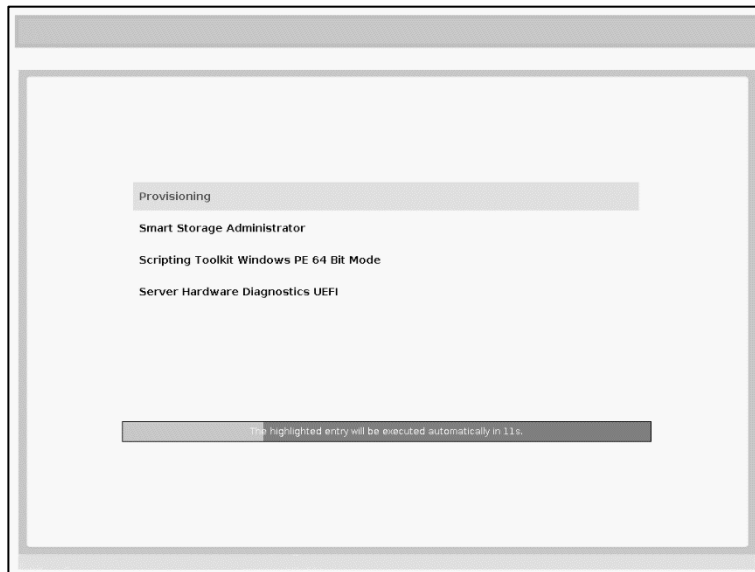 Provisioning
Smart Storage Administrator
Scripting Toolkit Windows PE 64 Bit Mode
Server Hardware Diagnostics UEFI
The highlighted entry will be executed automatically in 11s.